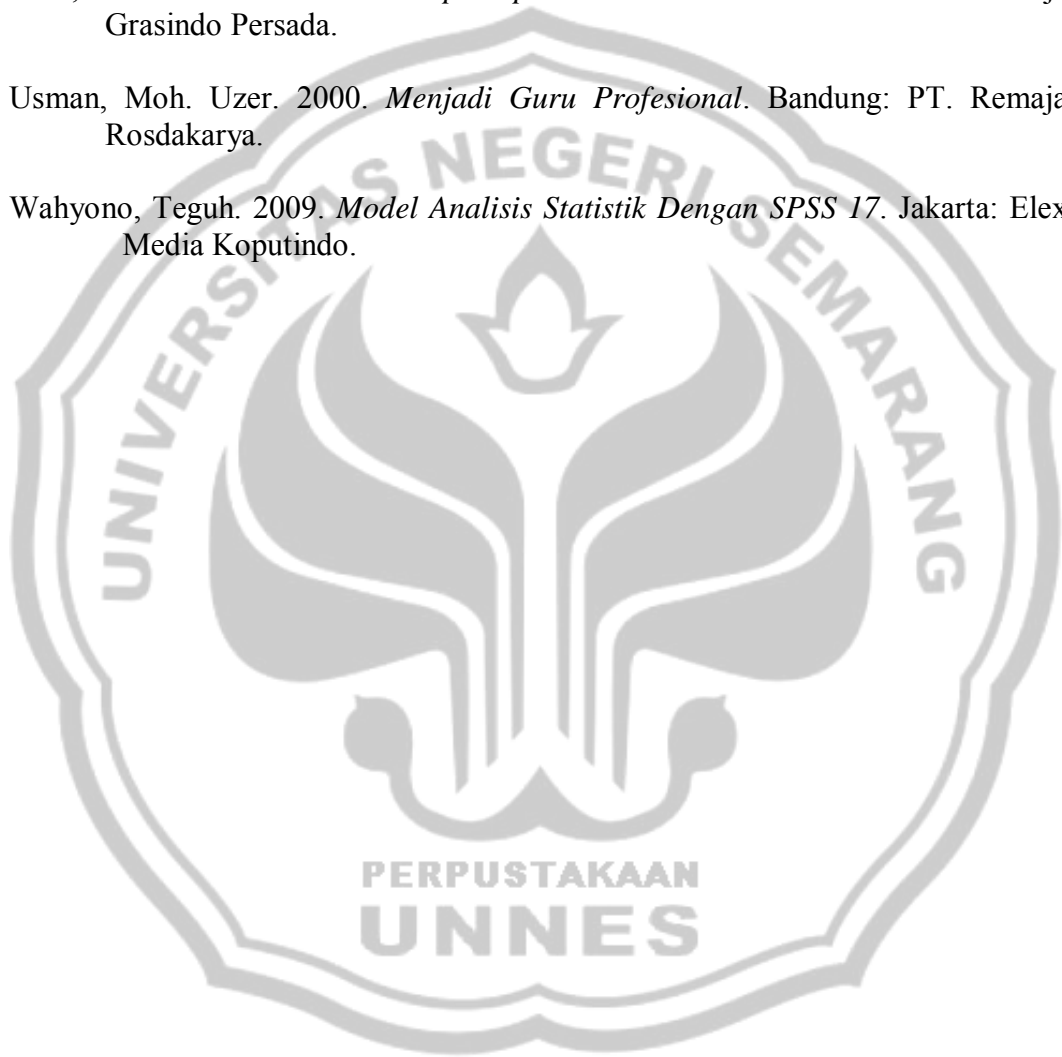 Grasindo Persada.
Usman, Moh. Uzer. 2000. Menjadi Guru Profesional. Bandung: PT. Remaja
Rosdakarya.
Wahyono, Teguh. 2009. Model Analisis Statistik Dengan SPSS 17. Jakarta: Elex
Media Koputindo.
UNIVERSITAS NEGERI SEMARANG
PERPUSTAKAAN
UNNES